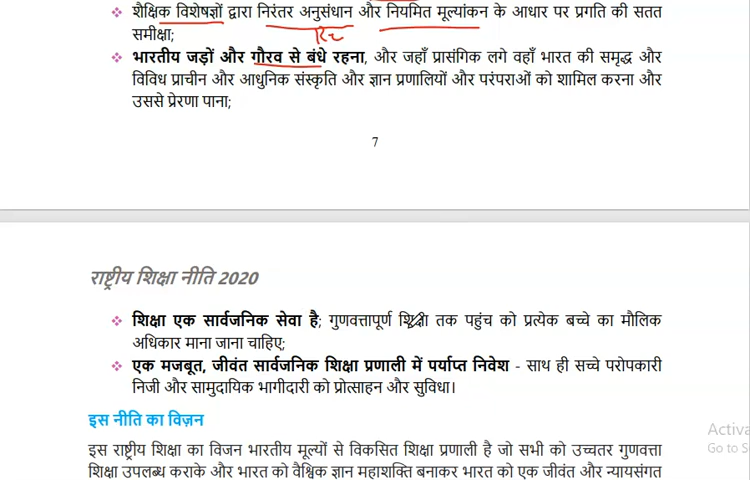 ❖ शैक्षिक विशेषज्ञों द्वारा निरंतर अनुसंधान और नियमित मूल्यांकन के आधार पर प्रगति की सतत
समीक्षा;
❖ भारतीय जड़ों और गौरव से बंधे रहना, और जहाँ प्रासंगिक लगे वहाँ भारत की समृद्ध और
विविध प्राचीन और आधुनिक संस्कृति और ज्ञान प्रणालियों और परंपराओं को शामिल करना और
उससे प्रेरणा पाना;
7
राष्ट्रीय शिक्षा नीति 2020
❖ शिक्षा एक सार्वजनिक सेवा है; गुणवत्तापूर्ण शिक्षा तक पहुंच को प्रत्येक बच्चे का मौलिक
अधिकार माना जाना चाहिए;
❖ एक मजबूत, जीवंत सार्वजनिक शिक्षा प्रणाली में पर्याप्त निवेश - साथ ही सच्चे परोपकारी
निजी और सामुदायिक भागीदारी को प्रोत्साहन और सुविधा।
इस नीति का विज़न
इस राष्ट्रीय शिक्षा का विजन भारतीय मूल्यों से विकसित शिक्षा प्रणाली है जो सभी को उच्चतर गुणवत्ता
शिक्षा उपलब्ध कराके और भारत को वैश्विक ज्ञान महाशक्ति बनाकर भारत को एक जीवंत और न्यायसंगत
Activa
Go to S